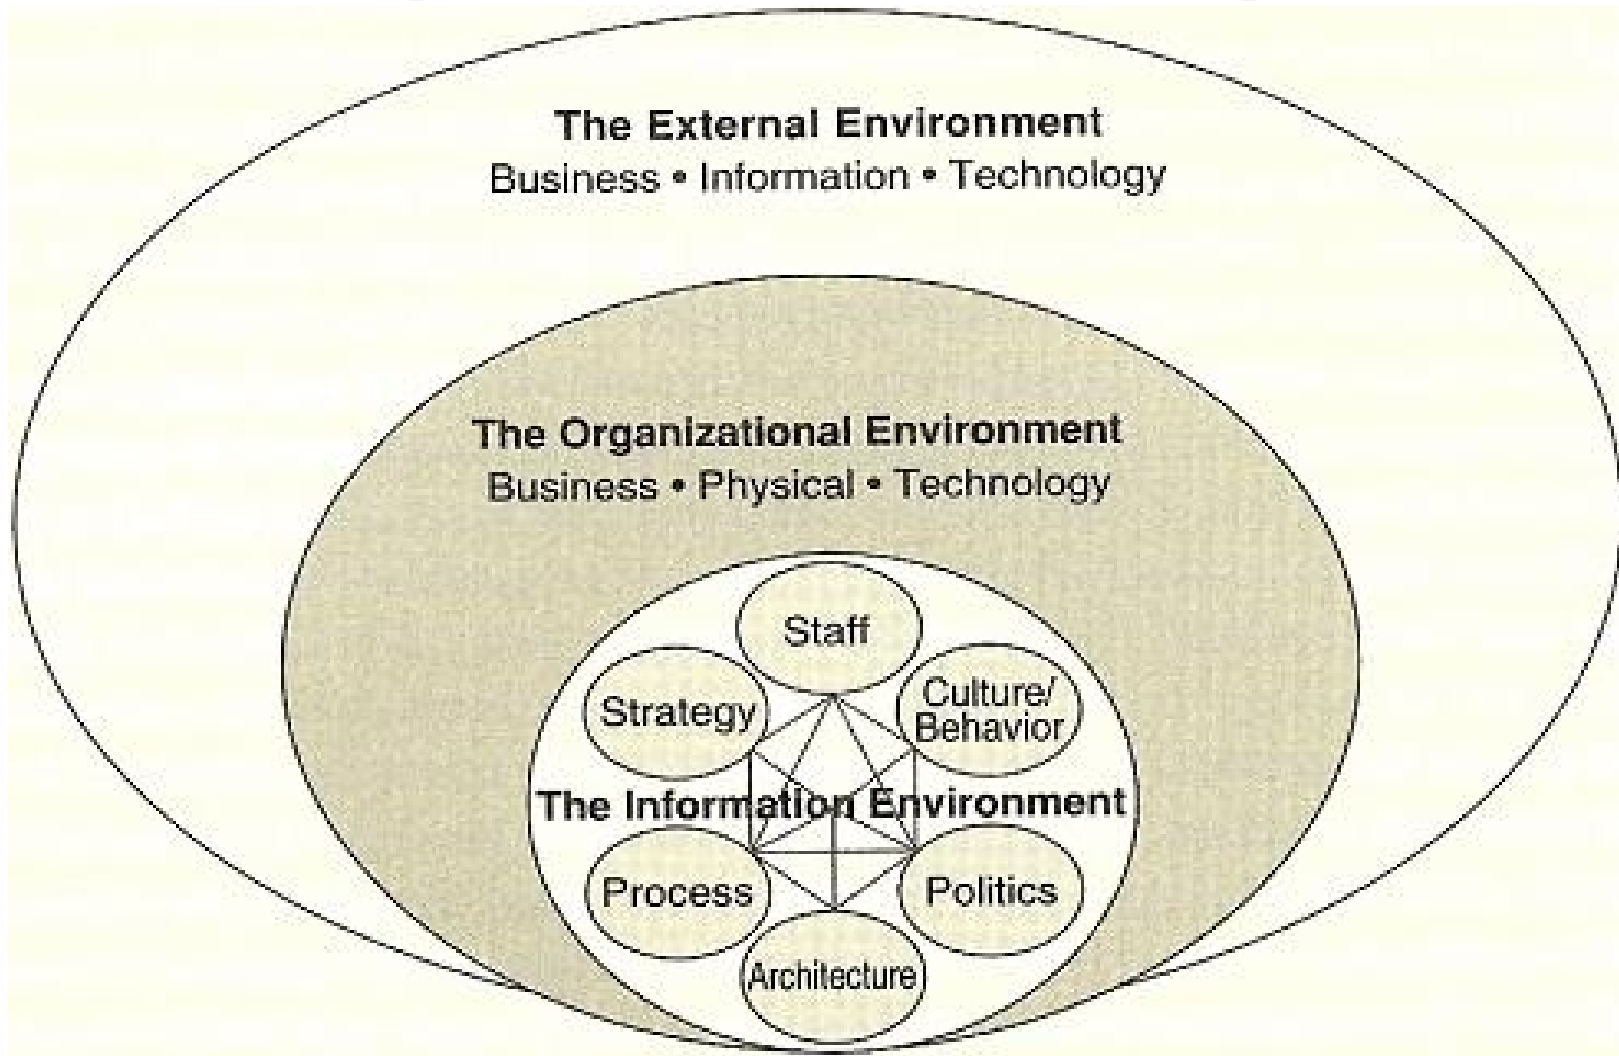 The External Environment
Business • Information • Technology
The Organizational Environment
Business • Physical • Technology
Staff
Strategy
Culture/
Behavior
The Information Environment
Process
Politics
Architecture